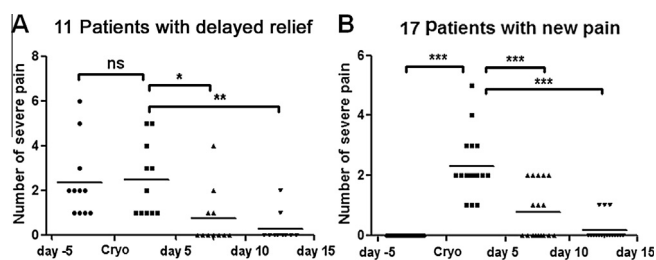 A 11 Patients with delayed relief
Number of severe pain
8
6
4
2
0
ns
*
**
day -5 Cryo day 5 day 10 day 15
B 17 Patients with new pain
Number of severe pain
6
4
2
0
***
***
***
day -5 Cryo day 5 day 10 day 15